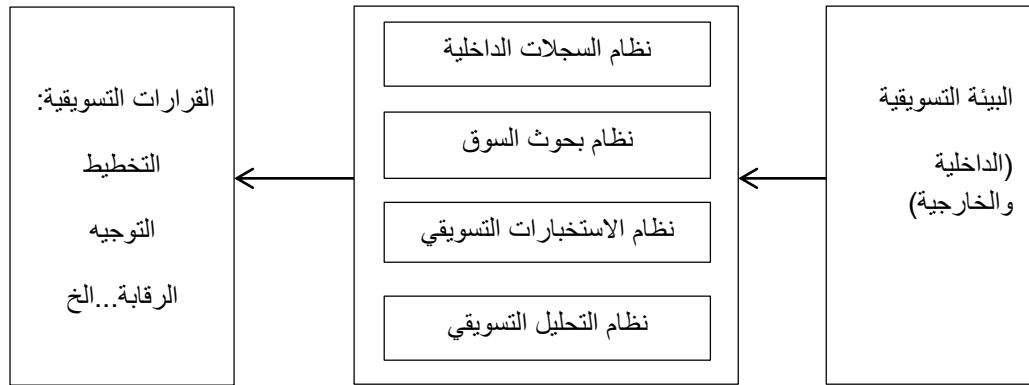 البيئة التسويقية
(الداخلية
والخارجية)
نظام السجلات الداخلية
نظام بحوث السوق
نظام الاستخبارات التسويقي
نظام التحليل التسويقي
القرارات التسويقية:
التخطيط
التوجيه
الرقابة...الخ